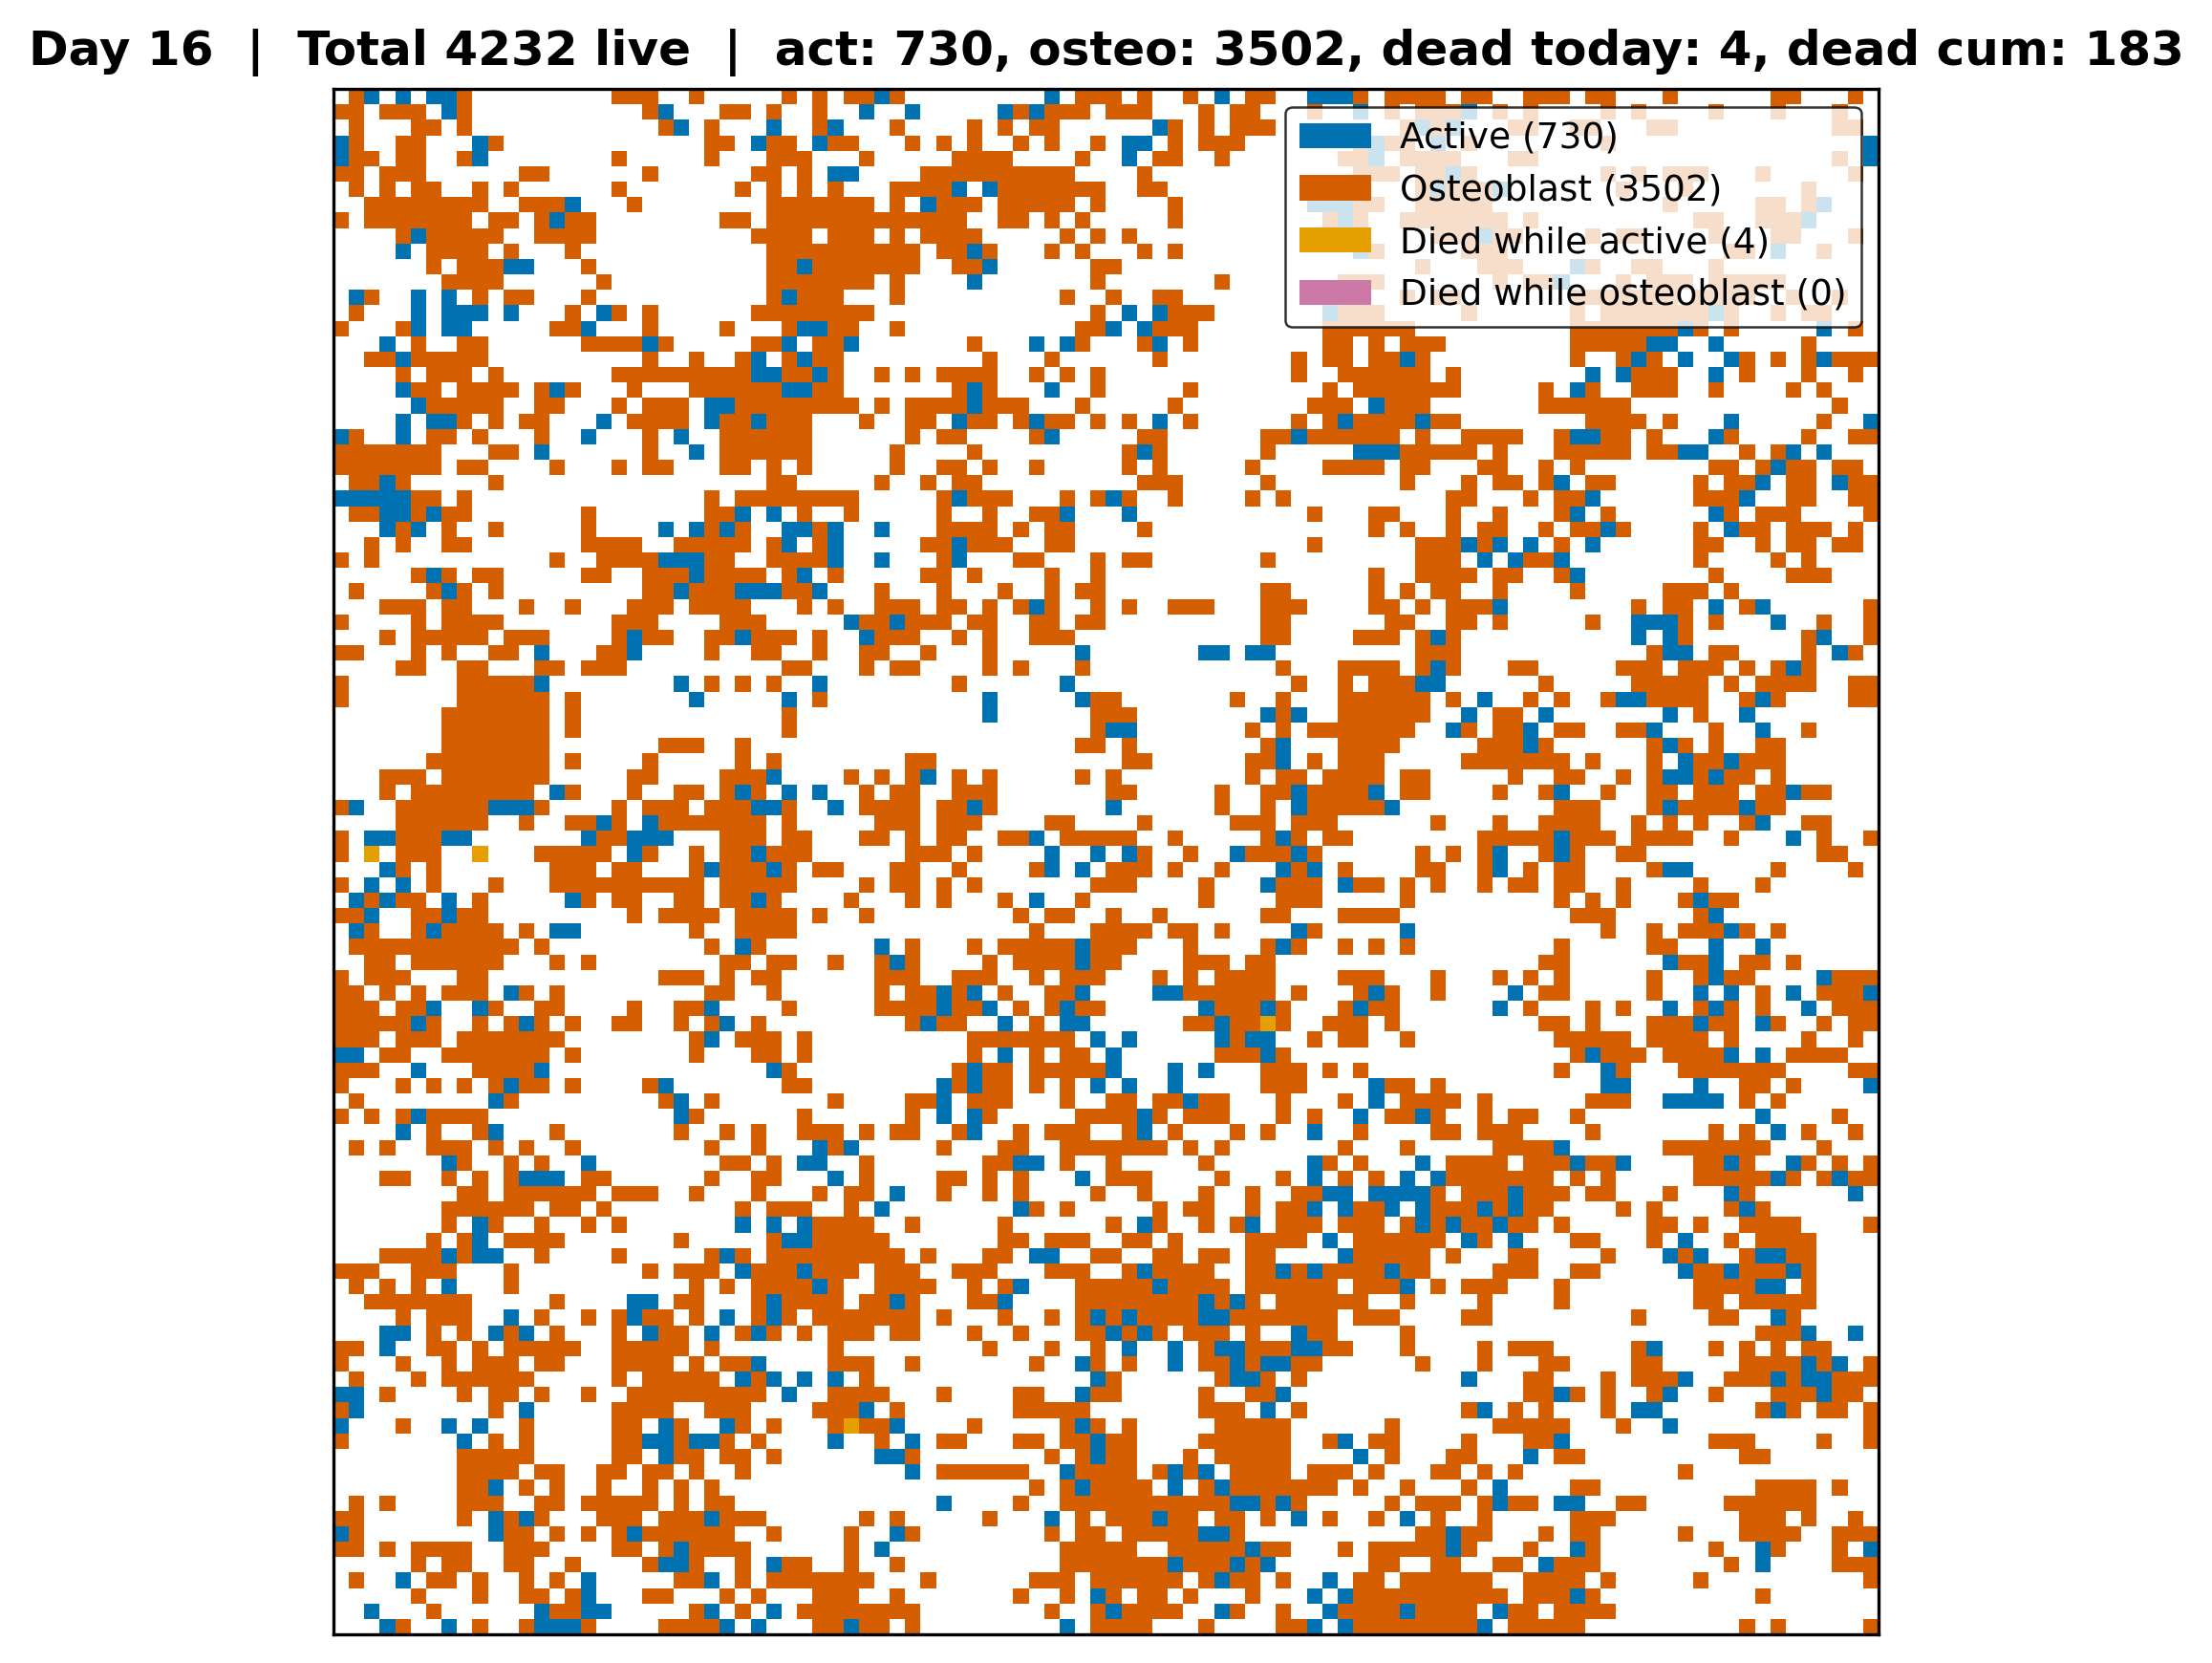 Day 16 | Total 4232 live | act: 730, osteo: 3502, dead today: 4, dead cum: 183
Active (730)
Osteoblast (3502)
Died while active (4)
Died while osteoblast (0)